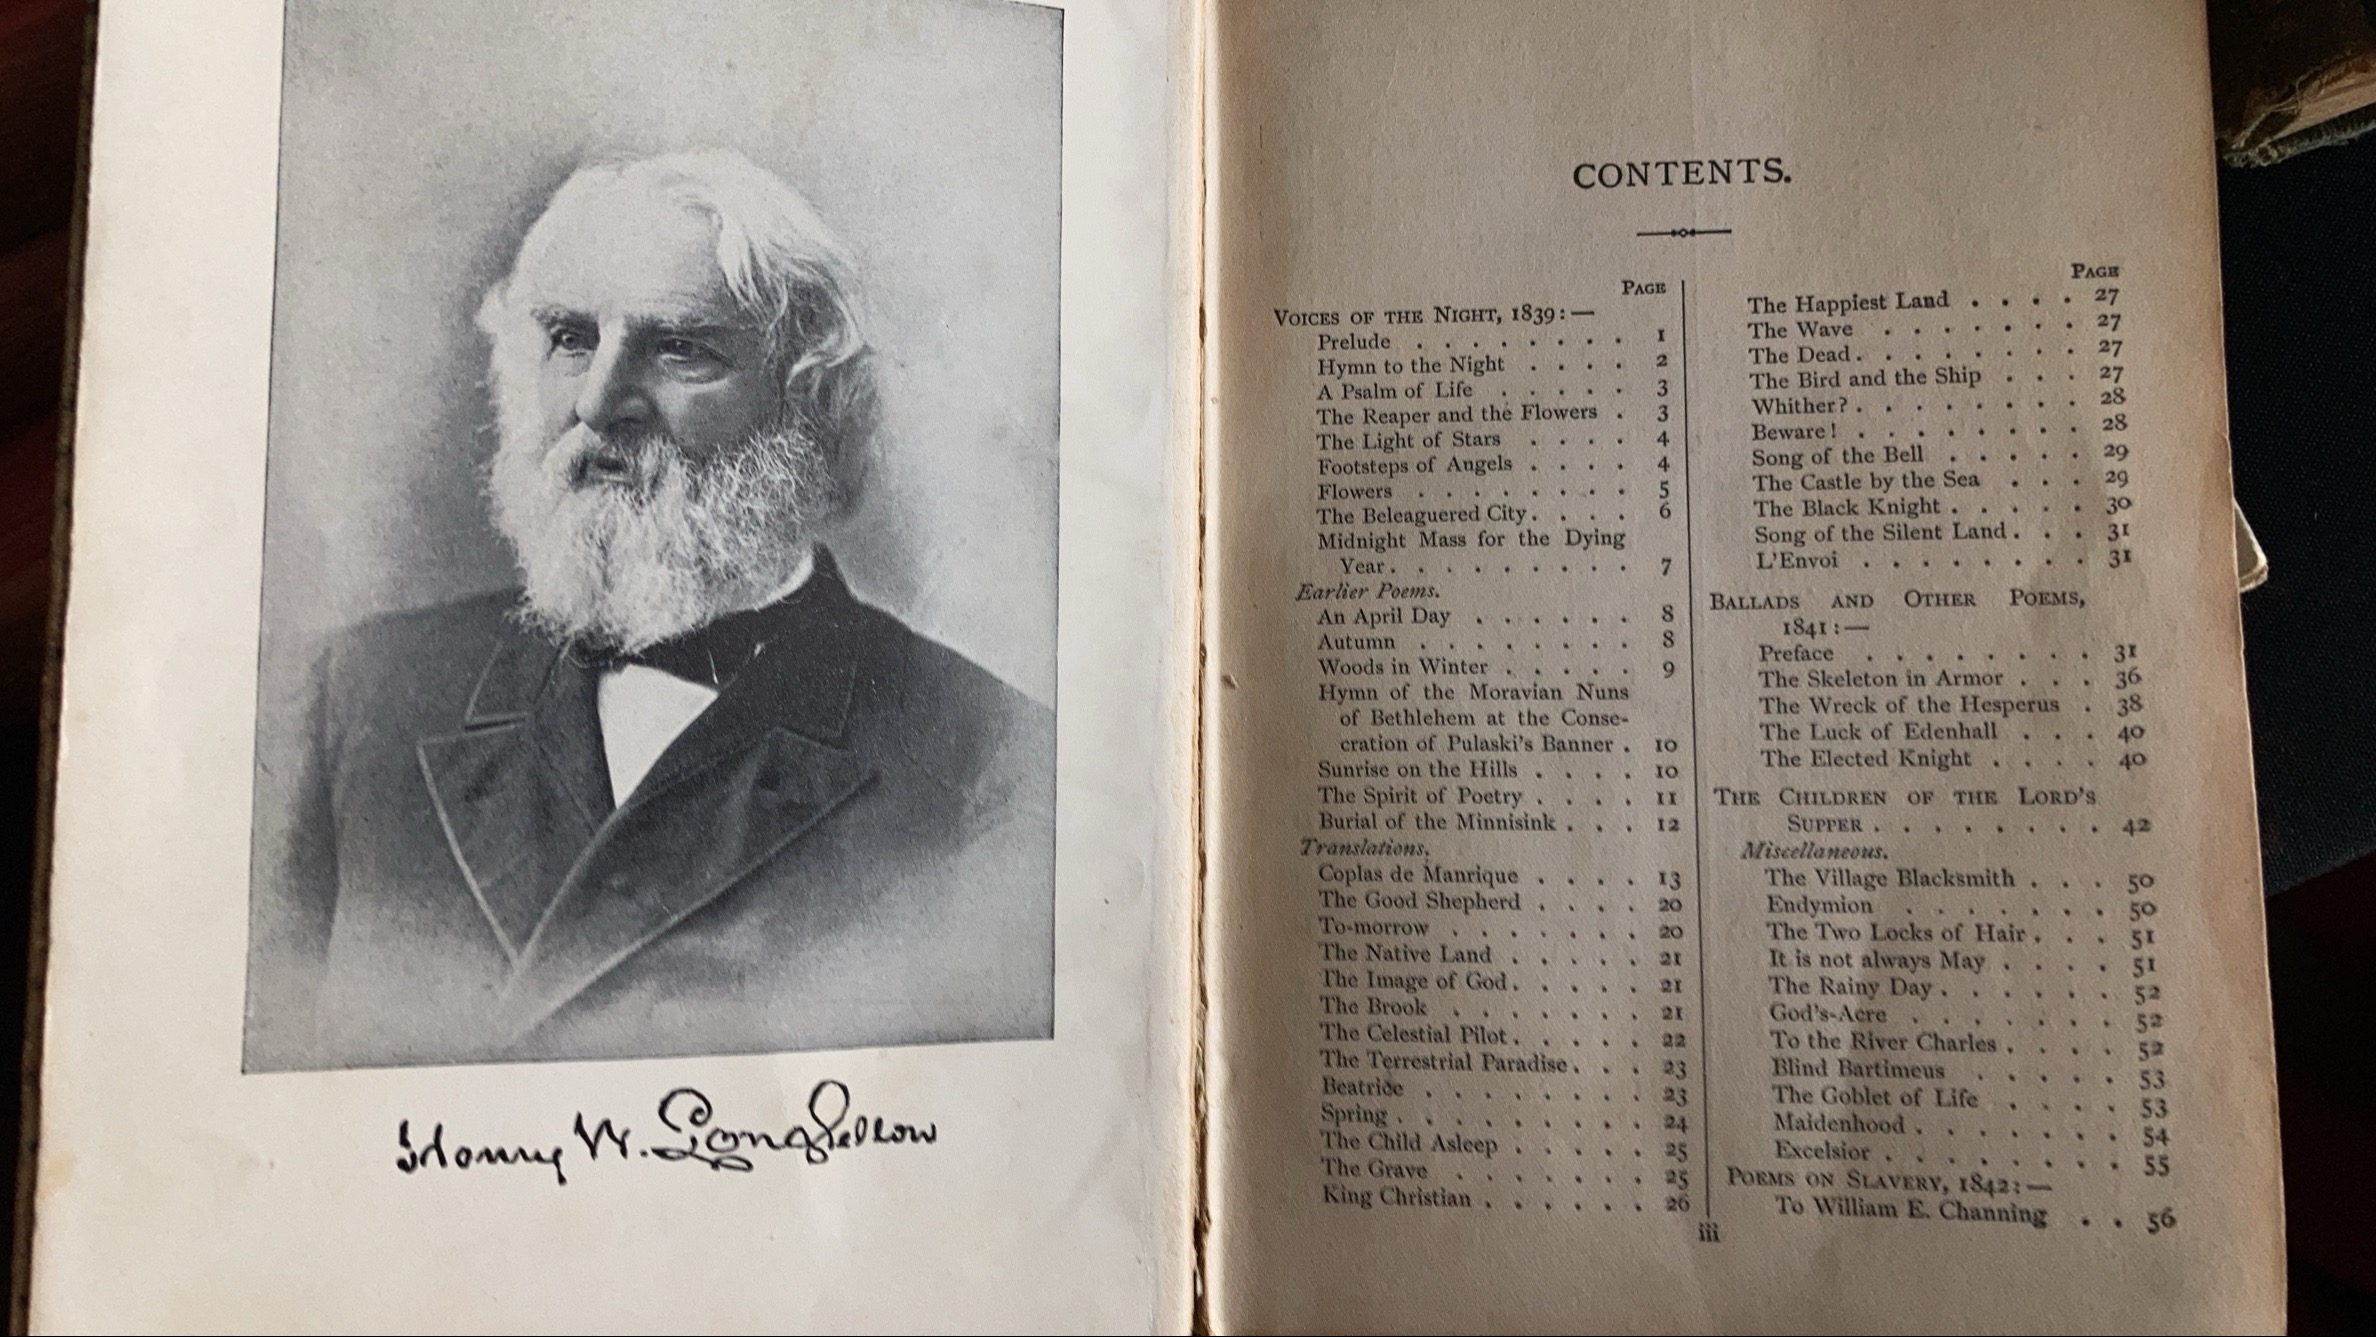 Henry W. Longfellow
CONTENTS.
PAGE
VOICES OF THE NIGHT, 1839:—
Prelude . . . . . . . . 1
Hymn to the Night . . . . 2
A Psalm of Life . . . . . 3
The Reaper and the Flowers . 3
The Light of Stars . . . . 4
Footsteps of Angels . . . . 4
Flowers . . . . . . . . 5
The Beleaguered City. . . . 6
Midnight Mass for the Dying
Year. . . . . . . . . 7
Earlier Poems.
An April Day . . . . . . 8
Autumn . . . . . . . . 8
Woods in Winter . . . . . 9
Hymn of the Moravian Nuns
of Bethlehem at the Conse-
cration of Pulaski's Banner . 10
Sunrise on the Hills . . . . 10
The Spirit of Poetry . . . . 11
Burial of the Minnisink . . . 12
Translations.
Coplas de Manrique . . . . 13
The Good Shepherd . . . . 20
To-morrow . . . . . . . 20
The Native Land . . . . . 21
The Image of God. . . . . 21
The Brook . . . . . . . 21
The Celestial Pilot. . . . . 22
The Terrestrial Paradise. . . 23
Beatrice . . . . . . . . 23
Spring . . . . . . . . . 24
The Child Asleep . . . . . 25
The Grave . . . . . . . 25
King Christian . . . . . . 26
PAGE
The Happiest Land . . . . 27
The Wave . . . . . . . 27
The Dead. . . . . . . . 27
The Bird and the Ship . . . 27
Whither? . . . . . . . . 28
Beware! . . . . . . . . 28
Song of the Bell . . . . . 29
The Castle by the Sea . . . 29
The Black Knight . . . . . 30
Song of the Silent Land . . . 31
L'Envoi . . . . . . . . 31
BALLADS AND OTHER POEMS,
1841:—
Preface . . . . . . . . 31
The Skeleton in Armor . . . 36
The Wreck of the Hesperus . 38
The Luck of Edenhall . . . 40
The Elected Knight . . . . 40
THE CHILDREN OF THE LORD'S
SUPPER . . . . . . . . 42
Miscellaneous.
The Village Blacksmith . . . 50
Endymion . . . . . . . 50
The Two Locks of Hair . . . 51
It is not always May . . . . 51
The Rainy Day . . . . . . 52
God's-Acre . . . . . . . 52
To the River Charles . . . . 52
Blind Bartimeus . . . . . 53
The Goblet of Life . . . . 53
Maidenhood . . . . . . . 54
Excelsior . . . . . . . . 55
POEMS ON SLAVERY, 1842:—
To William E. Channing . . 56
iii